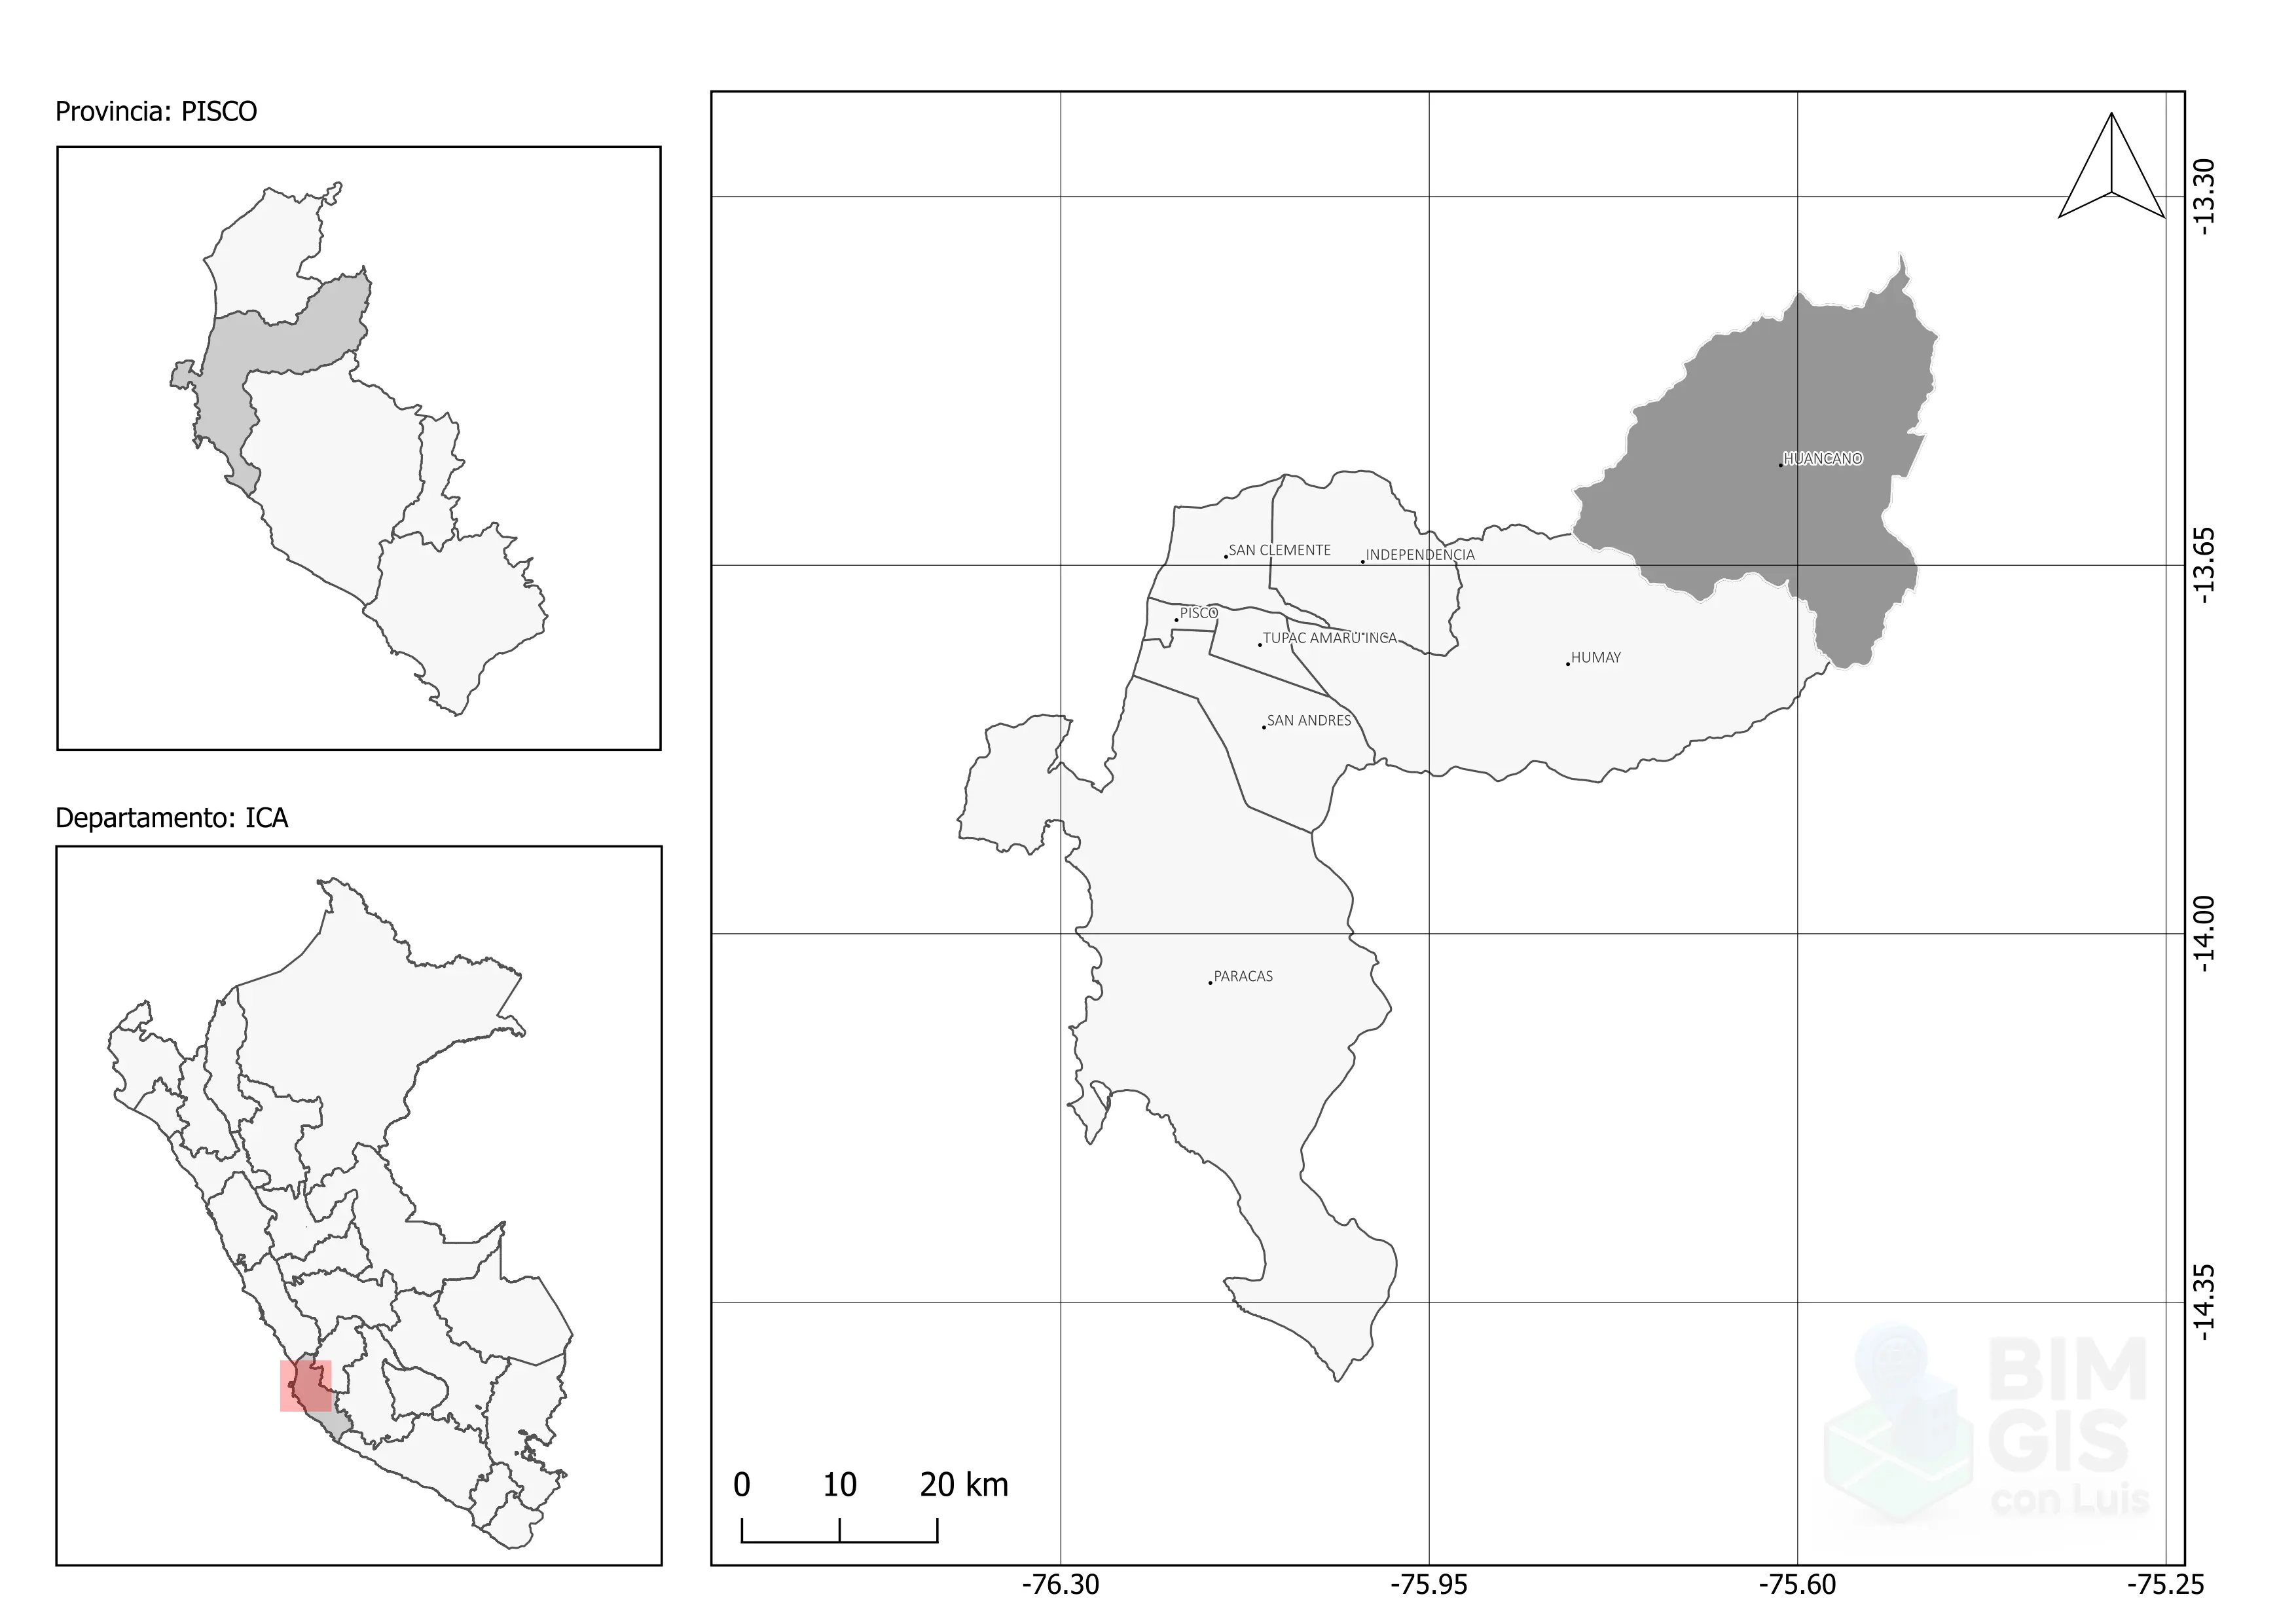 Provincia: PISCO
Departamento: ICA
HUANCANO
SAN CLEMENTE
INDEPENDENCIA
PISCO
TUPAC AMARU INCA
HUMAY
SAN ANDRES
PARACAS
-13.30
-13.65
-14.00
-14.35
BIM
GIS
con Luis
0 10 20 km
-76.30 -75.95 -75.60 -75.25